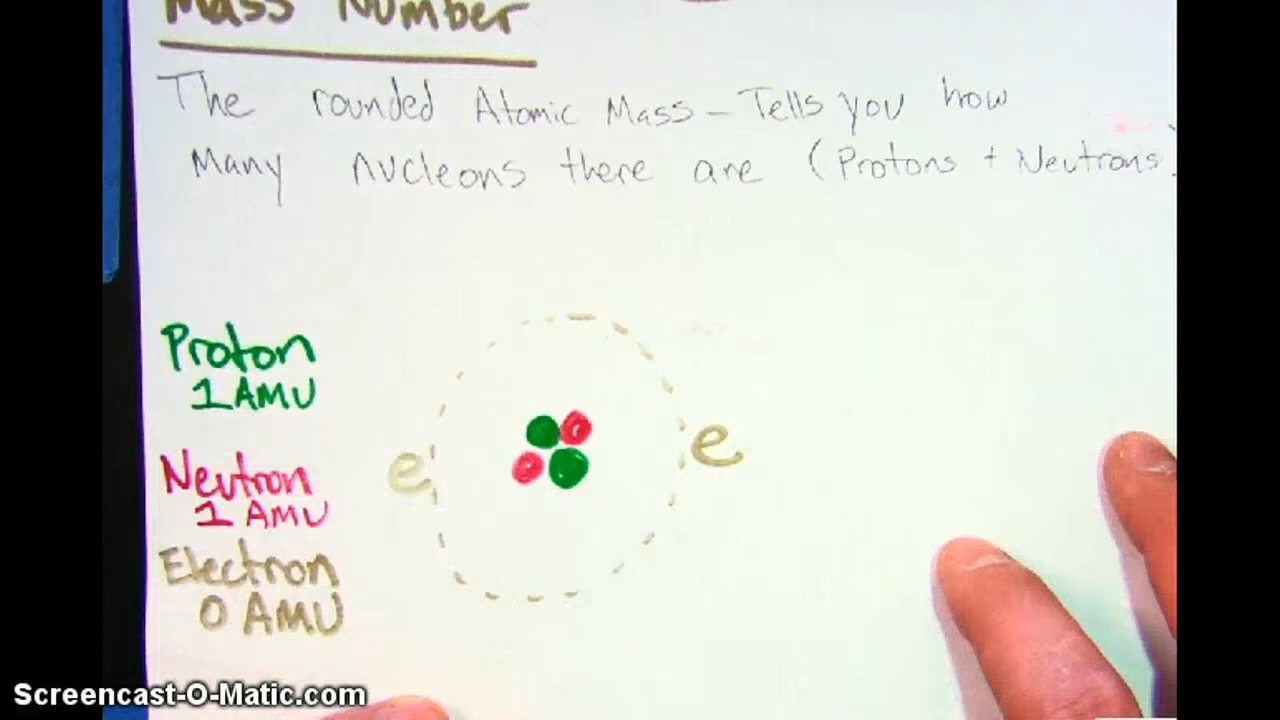 Mass Number
The rounded Atomic Mass – Tells you how
Many nucleons there are (Protons + Neutrons)
Proton
1 AMU
e
e
Neutron
1 AMU
Electron
0 AMU
Screencast-O-Matic.com